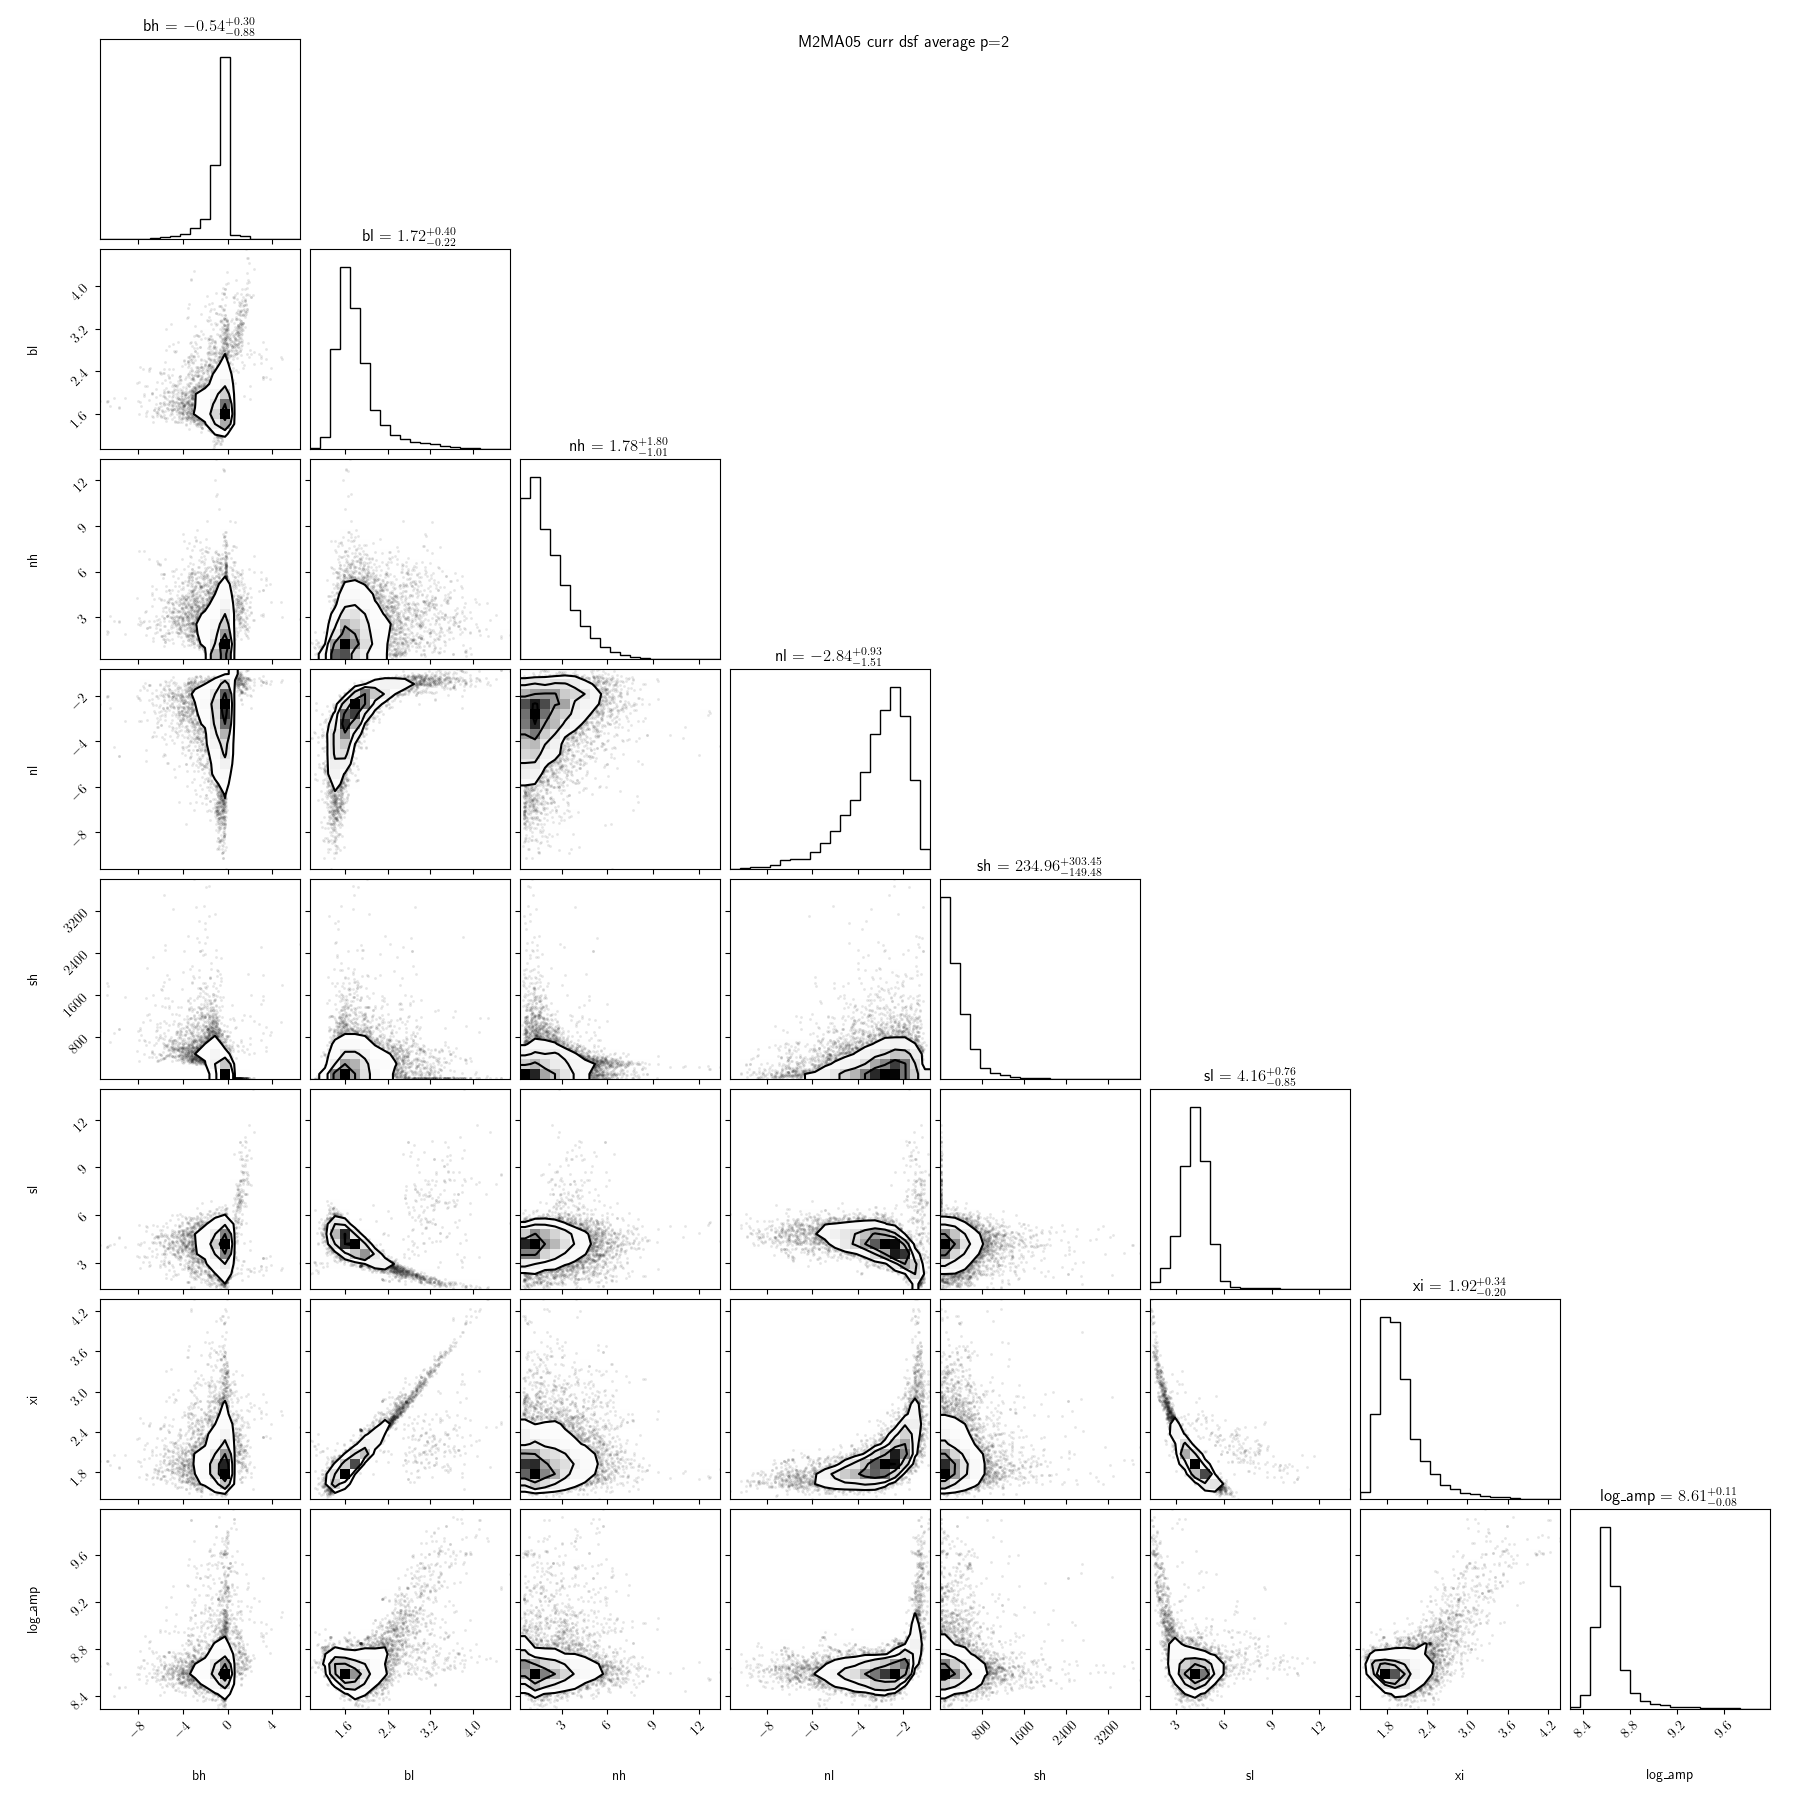 M2MA05 curr dsf average p=2
bh = −0.54 +0.30 −0.88
bl = 1.72 +0.40 −0.22
4.0
3.2
2.4
1.6
bl
nh = 1.78 +1.80 −1.01
12
9
6
3
nh
nl = −2.84 +0.93 −1.51
−2
−4
−6
−8
nl
sh = 234.96 +303.45 −149.48
3200
2400
1600
800
sh
sl = 4.16 +0.76 −0.85
12
9
6
3
sl
xi = 1.92 +0.34 −0.20
4.2
3.6
3.0
2.4
1.8
xi
log_amp = 8.61 +0.11 −0.08
9.6
9.2
8.8
8.4
log_amp
−8 −4 0 4
1.6 2.4 3.2 4.0
3 6 9 12
−8 −6 −4 −2
800 1600 2400 3200
3 6 9 12
1.8 2.4 3.0 3.6 4.2
8.4 8.8 9.2 9.6
bh bl nh nl sh sl xi log_amp